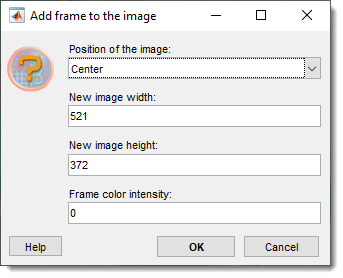 Add frame to the image
Position of the image:
Center
New image width:
521
New image height:
372
Frame color intensity:
0
Help
OK
Cancel